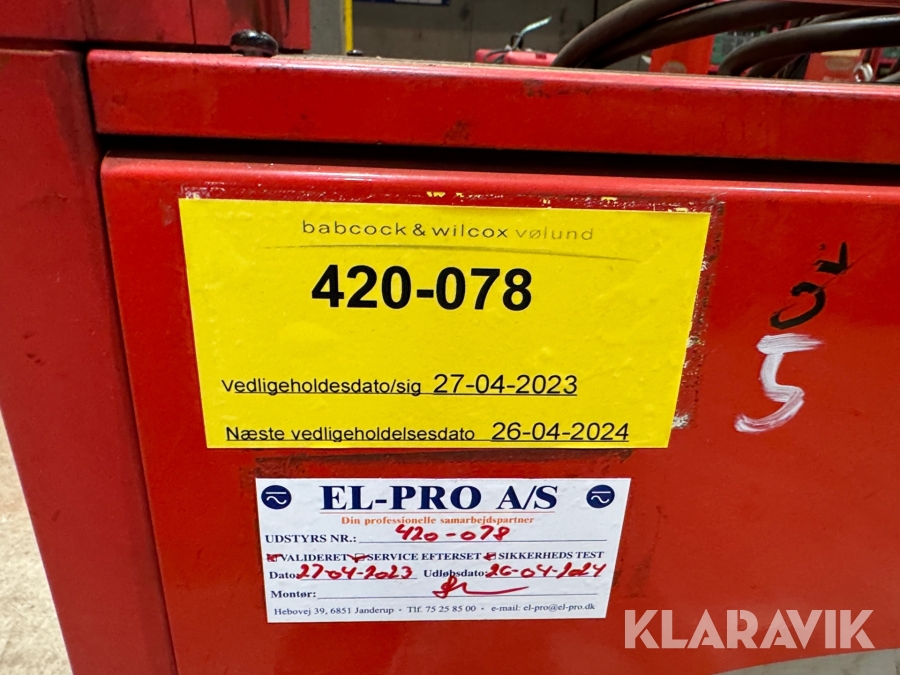 babcock & wilcox vølund
420-078
Vedligeholdesdato/sig 27-04-2023
Næste vedligeholdelsesdato 26-04-2024
5
EL-PRO A/S
Din professionelle samarbejdspartner
UDSTYRS NR.: 420-078
VALIDERET SERVICE EFTERSET SIKKERHEDS TEST
Dato: 27-04-2023 Udløbsdato: 26-04-2024
Montør:
Hebovej 39, 6851 Janderup • Tlf. 75 25 85 00 • e-mail: el-pro@el-pro.dk
KLARAVIK